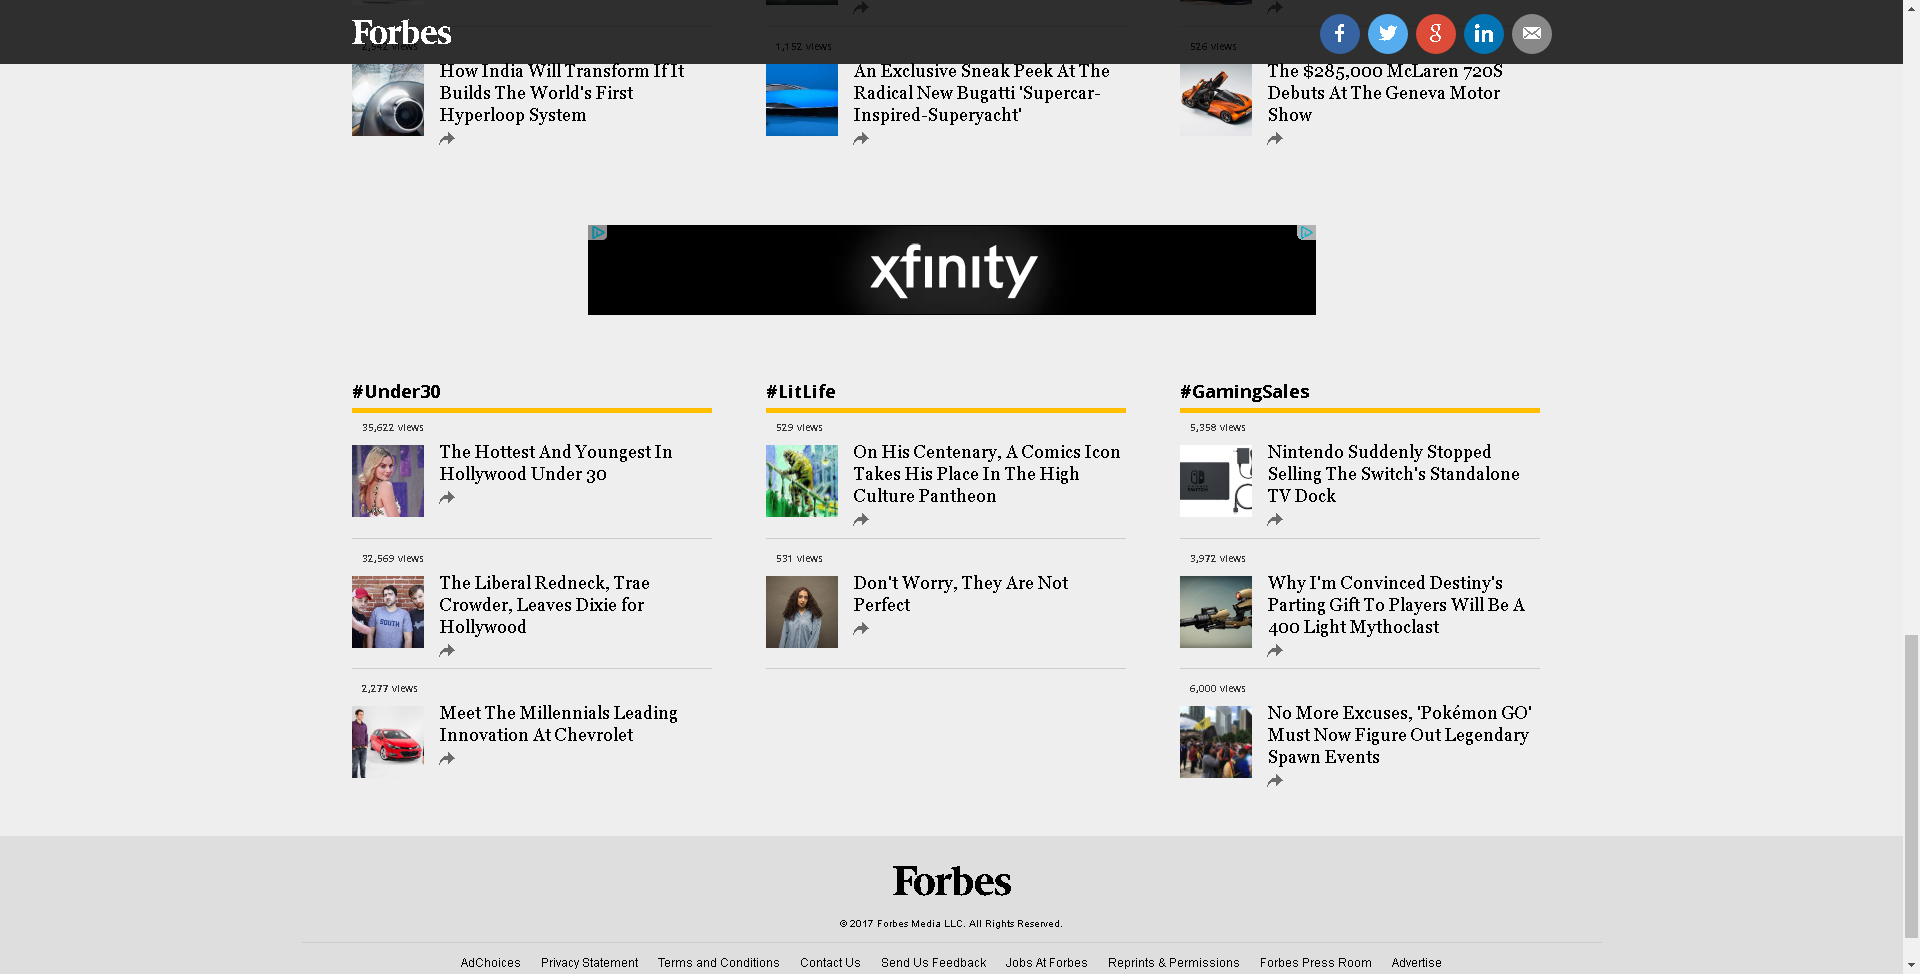 Forbes
2,942 views
1,152 views
526 views
How India Will Transform If It
Builds The World's First
Hyperloop System
An Exclusive Sneak Peek At The
Radical New Bugatti 'Supercar-
Inspired-Superyacht'
The $285,000 McLaren 720S
Debuts At The Geneva Motor
Show
xfinity
#Under30
35,622 views
The Hottest And Youngest In
Hollywood Under 30
32,569 views
The Liberal Redneck, Trae
Crowder, Leaves Dixie for
Hollywood
SOUTH
2,277 views
Meet The Millennials Leading
Innovation At Chevrolet
#LitLife
529 views
On His Centenary, A Comics Icon
Takes His Place In The High
Culture Pantheon
531 views
Don't Worry, They Are Not
Perfect
#GamingSales
5,358 views
Nintendo Suddenly Stopped
Selling The Switch's Standalone
TV Dock
3,972 views
Why I'm Convinced Destiny's
Parting Gift To Players Will Be A
400 Light Mythoclast
6,000 views
No More Excuses, 'Pokémon GO'
Must Now Figure Out Legendary
Spawn Events
Forbes
© 2017 Forbes Media LLC. All Rights Reserved.
AdChoices Privacy Statement Terms and Conditions Contact Us Send Us Feedback Jobs At Forbes Reprints & Permissions Forbes Press Room Advertise